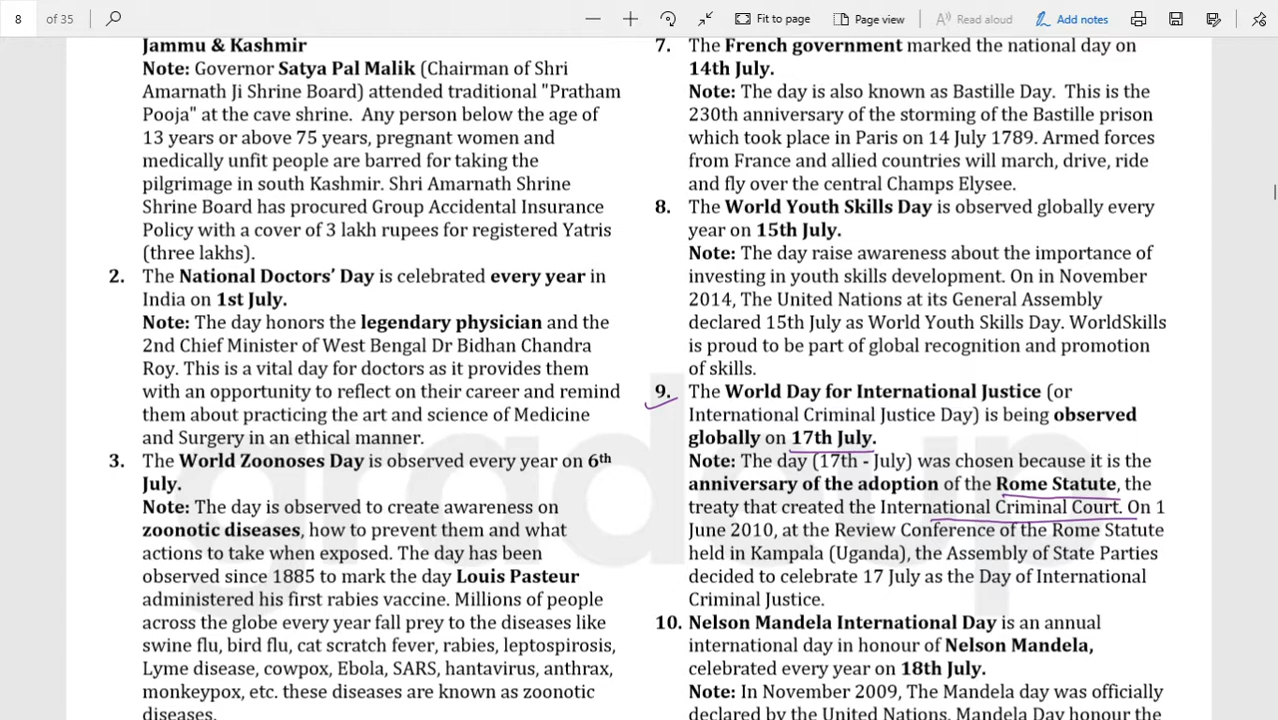 8 of 35 Fit to page Page view Read aloud Add notes
Jammu & Kashmir
Note: Governor Satya Pal Malik (Chairman of Shri
Amarnath Ji Shrine Board) attended traditional "Pratham
Pooja" at the cave shrine. Any person below the age of
13 years or above 75 years, pregnant women and
medically unfit people are barred for taking the
pilgrimage in south Kashmir. Shri Amarnath Shrine
Shrine Board has procured Group Accidental Insurance
Policy with a cover of 3 lakh rupees for registered Yatris
(three lakhs).
2. The National Doctors' Day is celebrated every year in
India on 1st July.
Note: The day honors the legendary physician and the
2nd Chief Minister of West Bengal Dr Bidhan Chandra
Roy. This is a vital day for doctors as it provides them
with an opportunity to reflect on their career and remind
them about practicing the art and science of Medicine
and Surgery in an ethical manner.
3. The World Zoonoses Day is observed every year on 6th
July.
Note: The day is observed to create awareness on
zoonotic diseases, how to prevent them and what
actions to take when exposed. The day has been
observed since 1885 to mark the day Louis Pasteur
administered his first rabies vaccine. Millions of people
across the globe every year fall prey to the diseases like
swine flu, bird flu, cat scratch fever, rabies, leptospirosis,
Lyme disease, cowpox, Ebola, SARS, hantavirus, anthrax,
monkeypox, etc. these diseases are known as zoonotic
diseases.
7. The French government marked the national day on
14th July.
Note: The day is also known as Bastille Day. This is the
230th anniversary of the storming of the Bastille prison
which took place in Paris on 14 July 1789. Armed forces
from France and allied countries will march, drive, ride
and fly over the central Champs Elysee.
8. The World Youth Skills Day is observed globally every
year on 15th July.
Note: The day raise awareness about the importance of
investing in youth skills development. On in November
2014, The United Nations at its General Assembly
declared 15th July as World Youth Skills Day. WorldSkills
is proud to be part of global recognition and promotion
of skills.
9. The World Day for International Justice (or
International Criminal Justice Day) is being observed
globally on 17th July.
Note: The day (17th - July) was chosen because it is the
anniversary of the adoption of the Rome Statute, the
treaty that created the International Criminal Court. On 1
June 2010, at the Review Conference of the Rome Statute
held in Kampala (Uganda), the Assembly of State Parties
decided to celebrate 17 July as the Day of International
Criminal Justice.
10. Nelson Mandela International Day is an annual
international day in honour of Nelson Mandela,
celebrated every year on 18th July.
Note: In November 2009, The Mandela day was officially
declared by the United Nations. Mandela Day honour the
gradeup